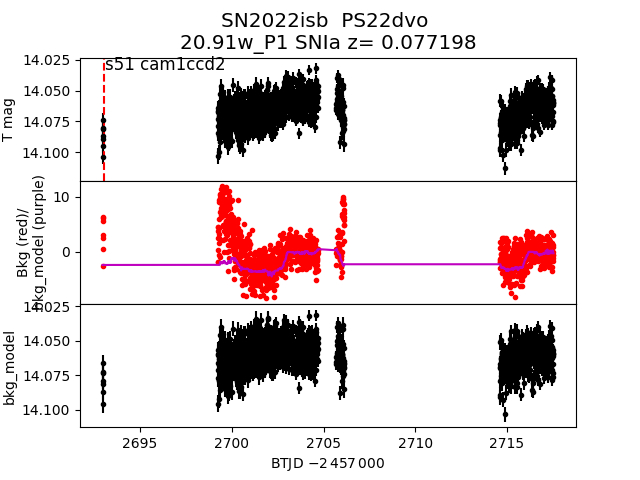 SN2022isb PS22dvo
20.91w_P1 SNIa z= 0.077198
s51 cam1ccd2
T mag
14.025
14.050
14.075
14.100
Bkg (red)/
bkg_model (purple)
10
0
bkg_model
14.025
14.050
14.075
14.100
2695
2700
2705
2710
2715
BTJD −2 457 000